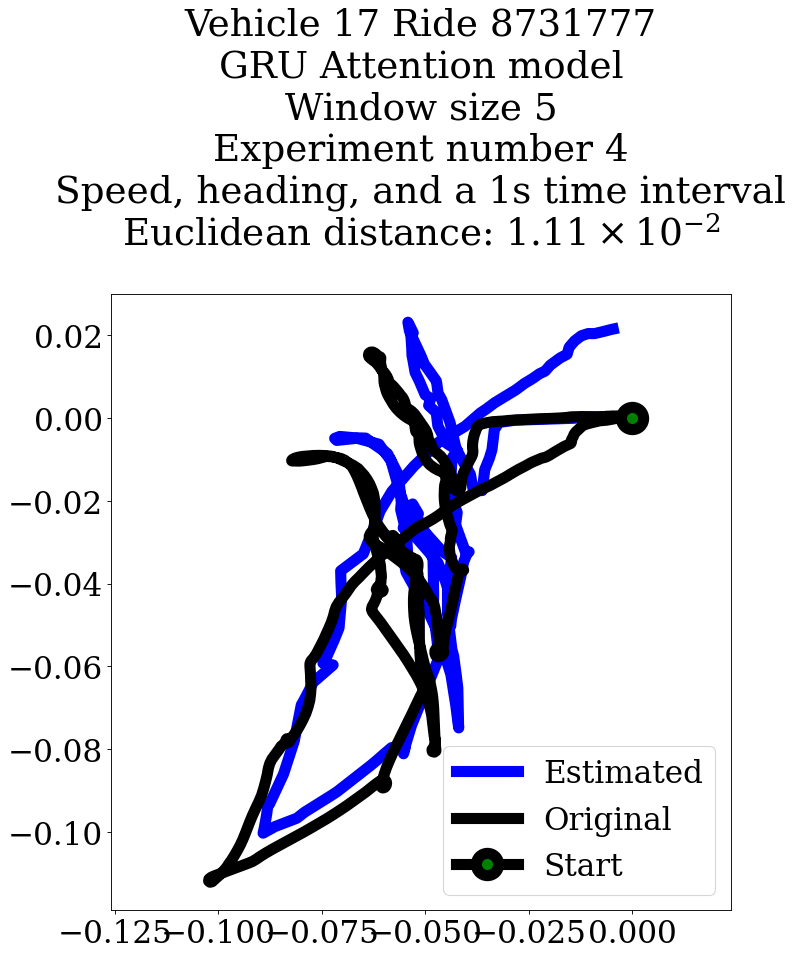 Vehicle 17 Ride 8731777
GRU Attention model
Window size 5
Experiment number 4
Speed, heading, and a 1s time interval
Euclidean distance: 1.11 × 10⁻²
0.02
0.00
−0.02
−0.04
−0.06
−0.08
−0.10
Estimated
Original
Start
−0.125 −0.100 −0.075 −0.050 −0.025 0.000